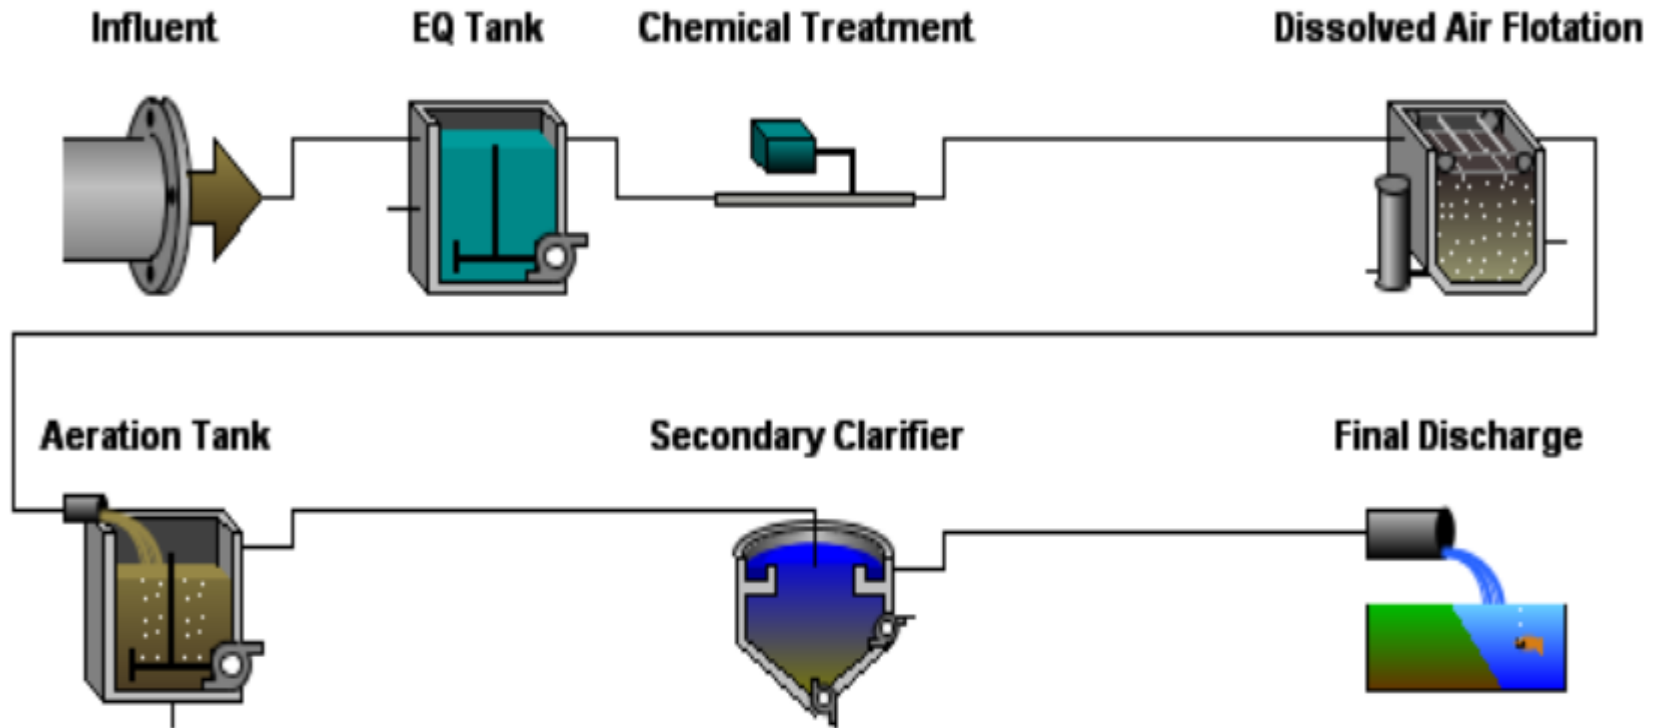 Influent
EQ Tank
Chemical Treatment
Dissolved Air Flotation
Aeration Tank
Secondary Clarifier
Final Discharge